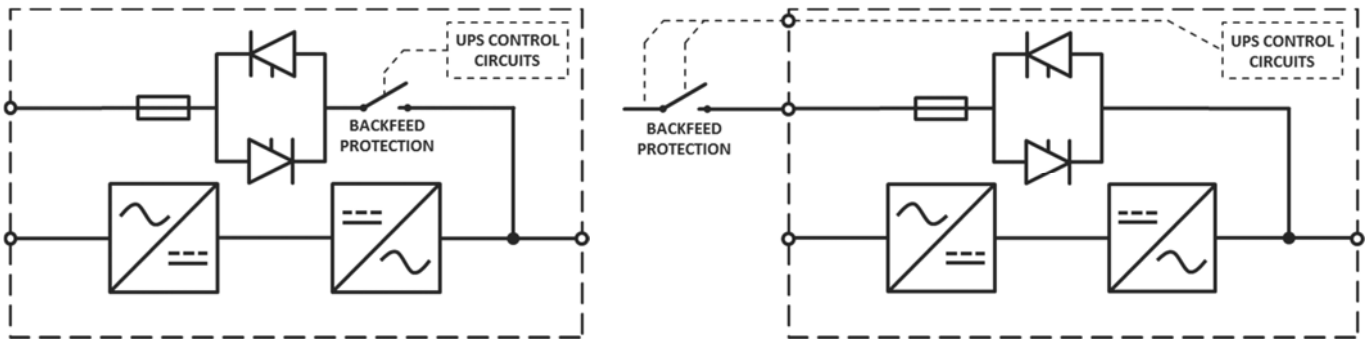 UPS CONTROL
CIRCUITS
BACKFEED
PROTECTION
UPS CONTROL
CIRCUITS
BACKFEED
PROTECTION